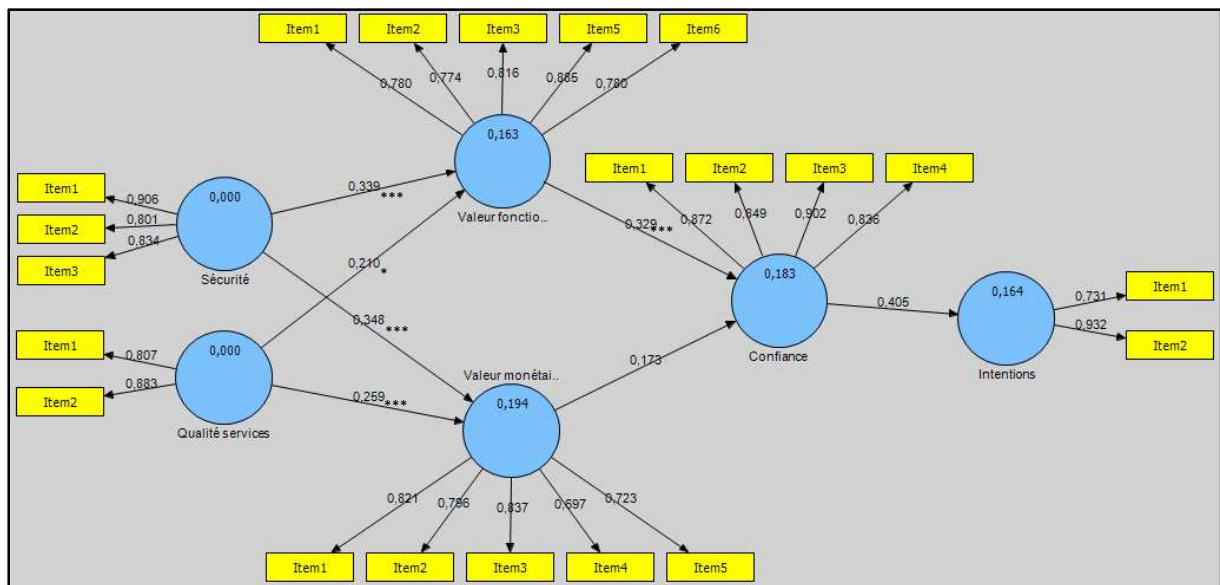 Item1 Item2 Item3 Item5 Item6
0,780 0,774 0,816 0,885 0,760
0,163
Valeur fonctio...
Item1 Item2 Item3 Item4
0,872 0,849 0,902 0,836
Item1 0,906
Item2 0,801
Item3 0,834
0,000
Sécurité
0,339***
0,210*
0,348***
0,329***
0,183
Confiance
0,405
0,164
Intentions
0,731 Item1
0,932 Item2
Item1 0,807
Item2 0,883
0,000
Qualité services
0,259***
0,173
Valeur monétai..
0,194
0,821 0,796 0,837 0,697 0,723
Item1 Item2 Item3 Item4 Item5